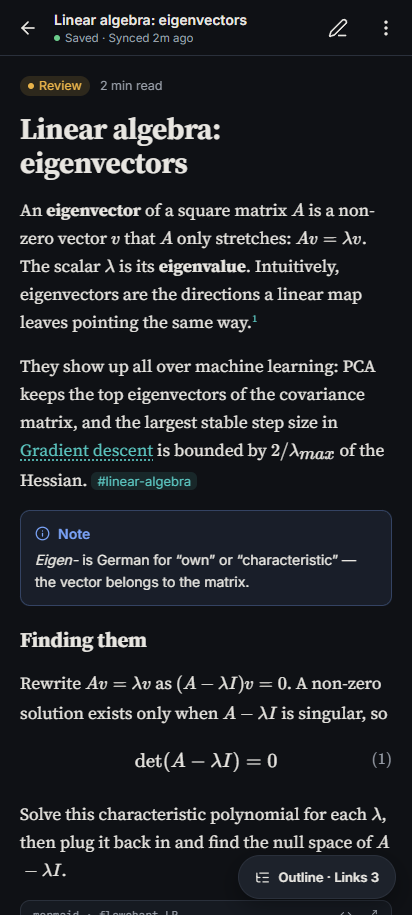 Linear algebra: eigenvectors
Saved · Synced 2m ago
Review 2 min read
Linear algebra:
eigenvectors
An eigenvector of a square matrix A is a non-
zero vector v that A only stretches: Av = λv.
The scalar λ is its eigenvalue. Intuitively,
eigenvectors are the directions a linear map
leaves pointing the same way.¹
They show up all over machine learning: PCA
keeps the top eigenvectors of the covariance
matrix, and the largest stable step size in
Gradient descent is bounded by 2/λₘₐₓ of the
Hessian. #linear-algebra
Note
Eigen- is German for “own” or “characteristic” —
the vector belongs to the matrix.
Finding them
Rewrite Av = λv as (A − λI)v = 0. A non-zero
solution exists only when A − λI is singular, so
det(A − λI) = 0 (1)
Solve this characteristic polynomial for each λ,
then plug it back in and find the null space of A
− λI.
Outline · Links 3
mermaid · flowchart LR